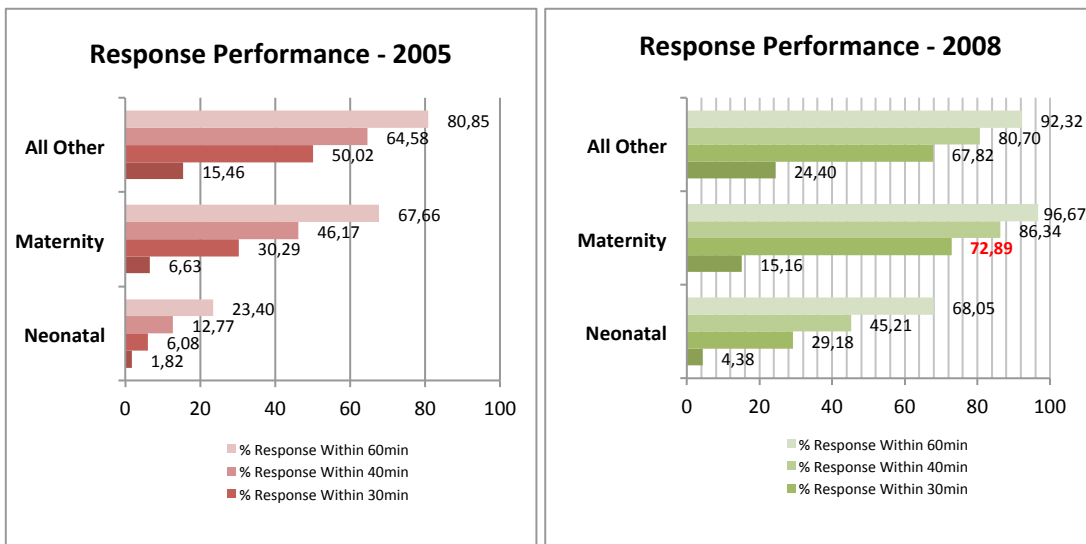 Response Performance - 2005
80,85
64,58
All Other
50,02
15,46
67,66
46,17
Maternity
30,29
6,63
23,40
12,77
Neonatal
6,08
1,82
0 20 40 60 80 100
% Response Within 60min
% Response Within 40min
% Response Within 30min
Response Performance - 2008
92,32
80,70
All Other
67,82
24,40
96,67
86,34
Maternity
72,89
15,16
68,05
45,21
Neonatal
29,18
4,38
0 20 40 60 80 100
% Response Within 60min
% Response Within 40min
% Response Within 30min